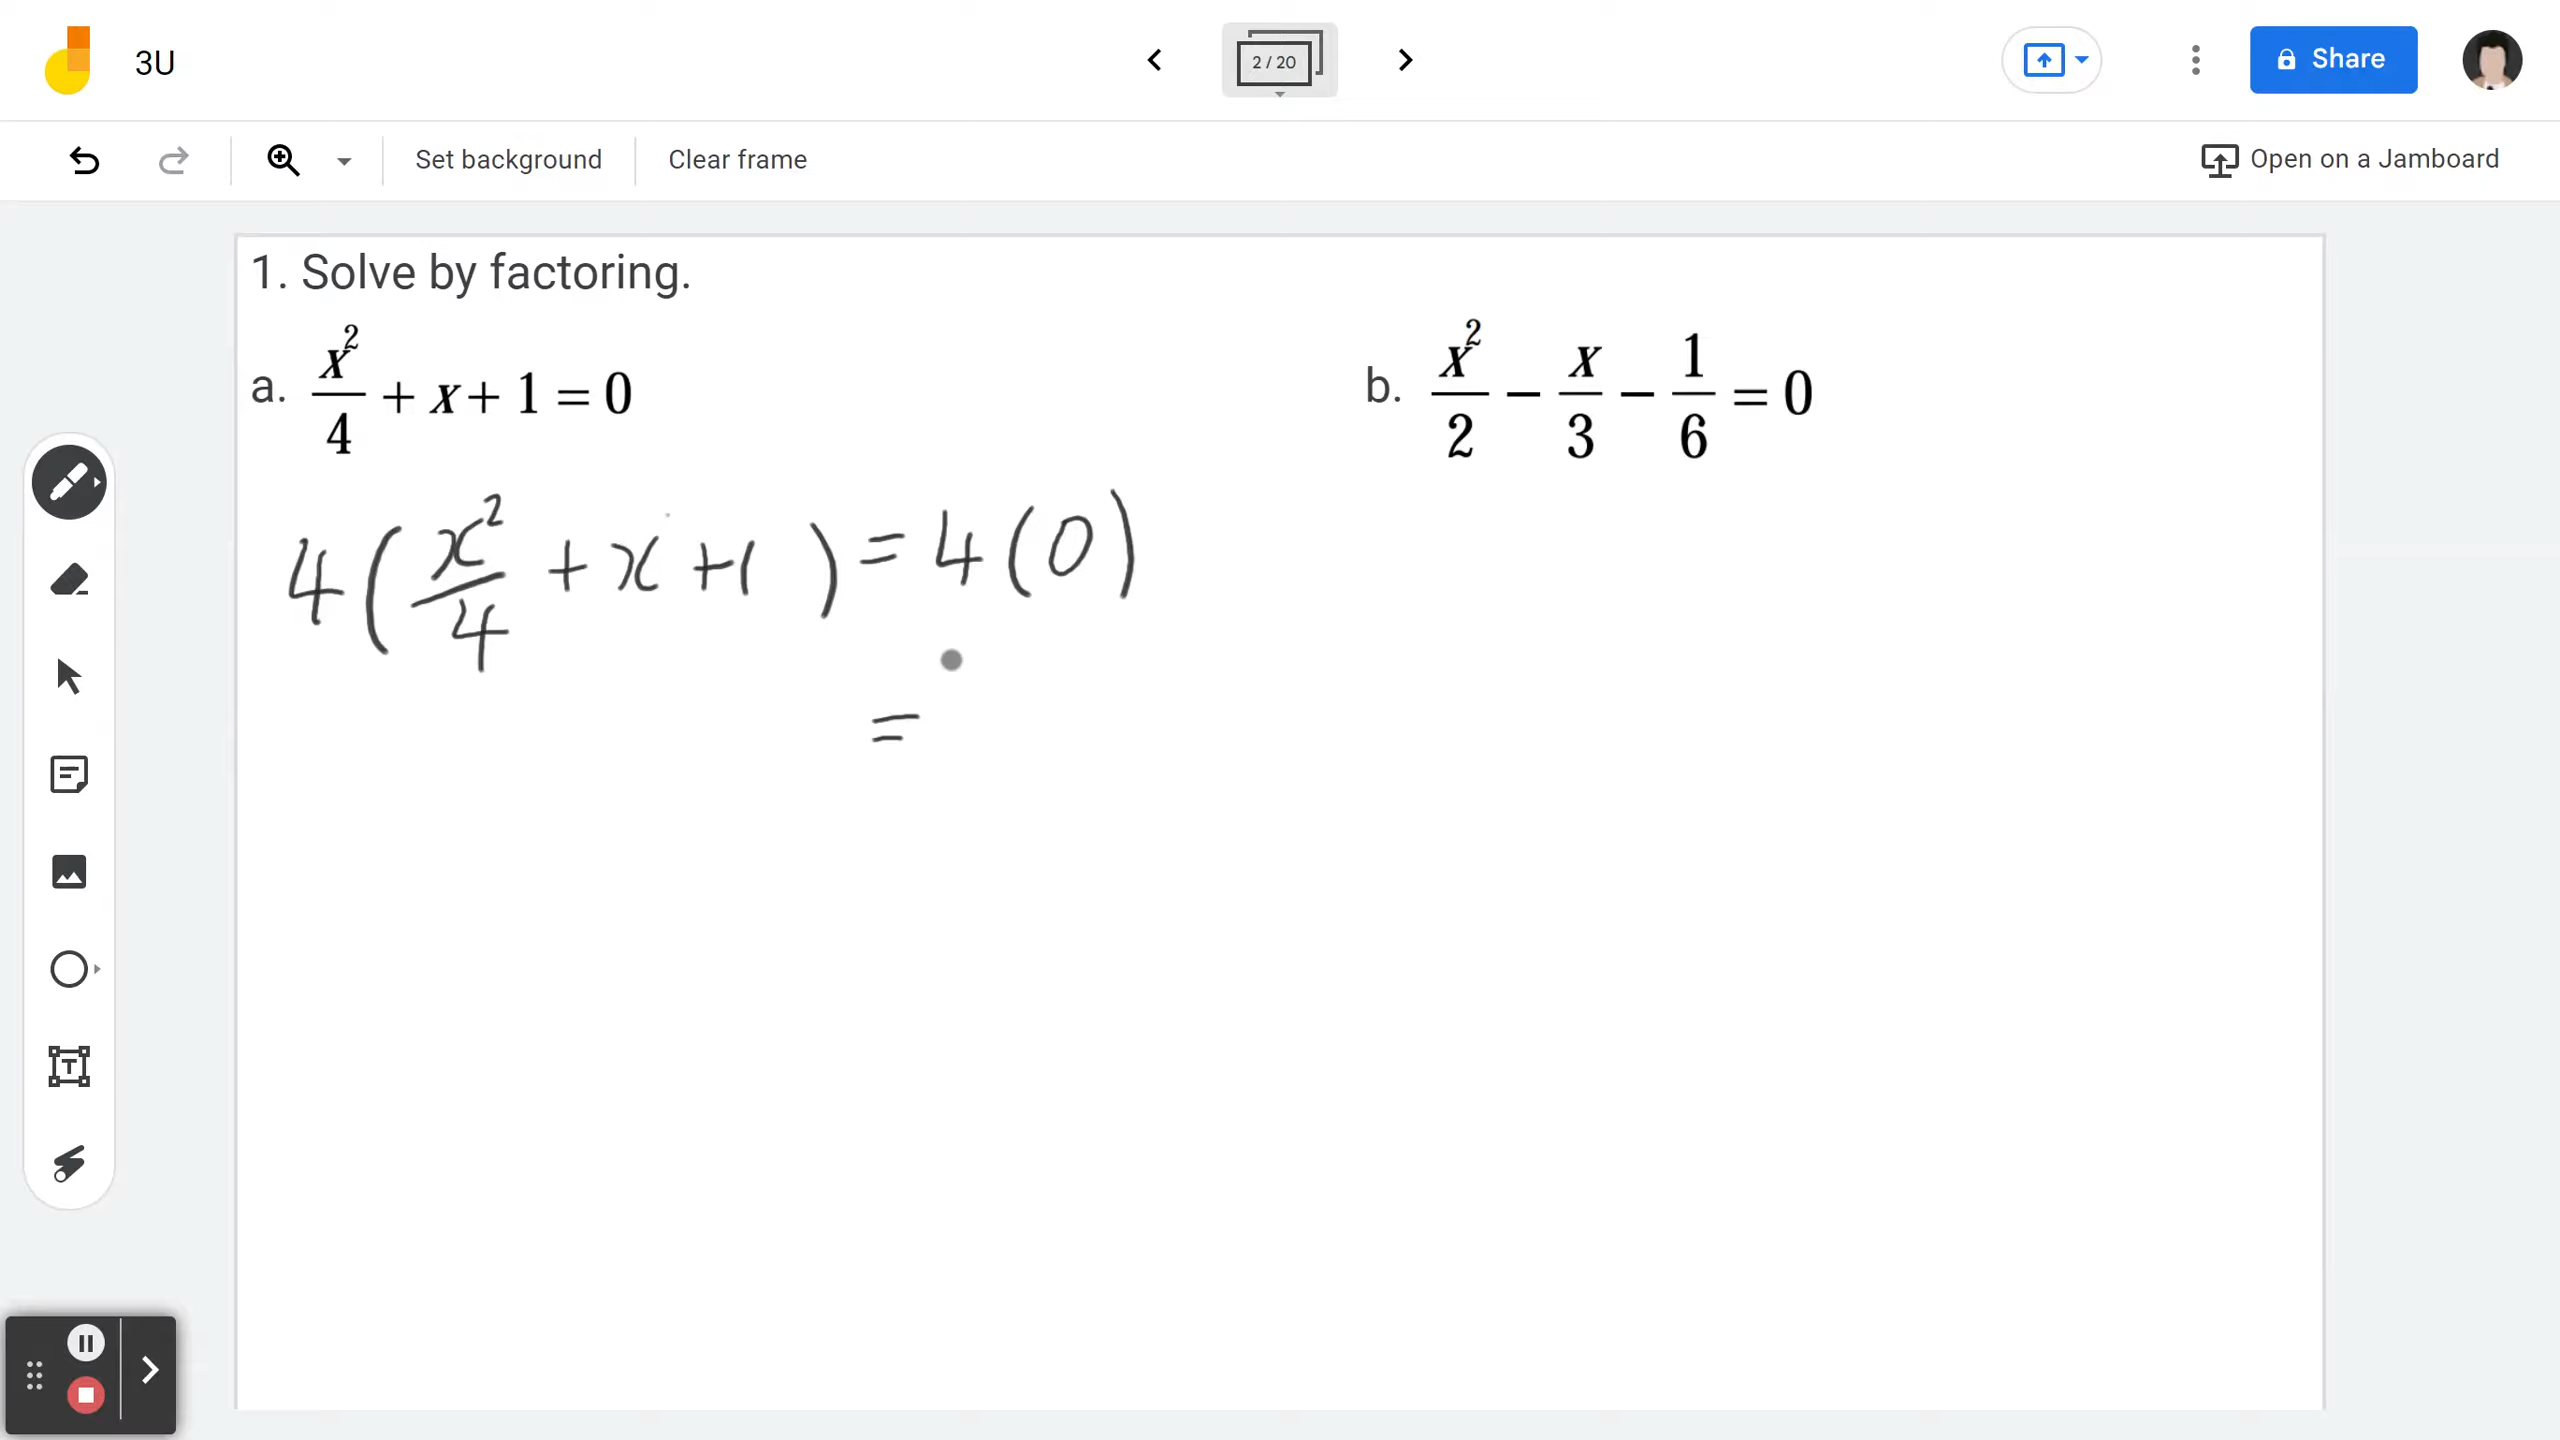 3U
2 / 20
Share
Set background
Clear frame
Open on a Jamboard
1. Solve by factoring.
a. x²/4 + x + 1 = 0
b. x²/2 − x/3 − 1/6 = 0
4(x²/4 + x + 1) = 4(0)
=